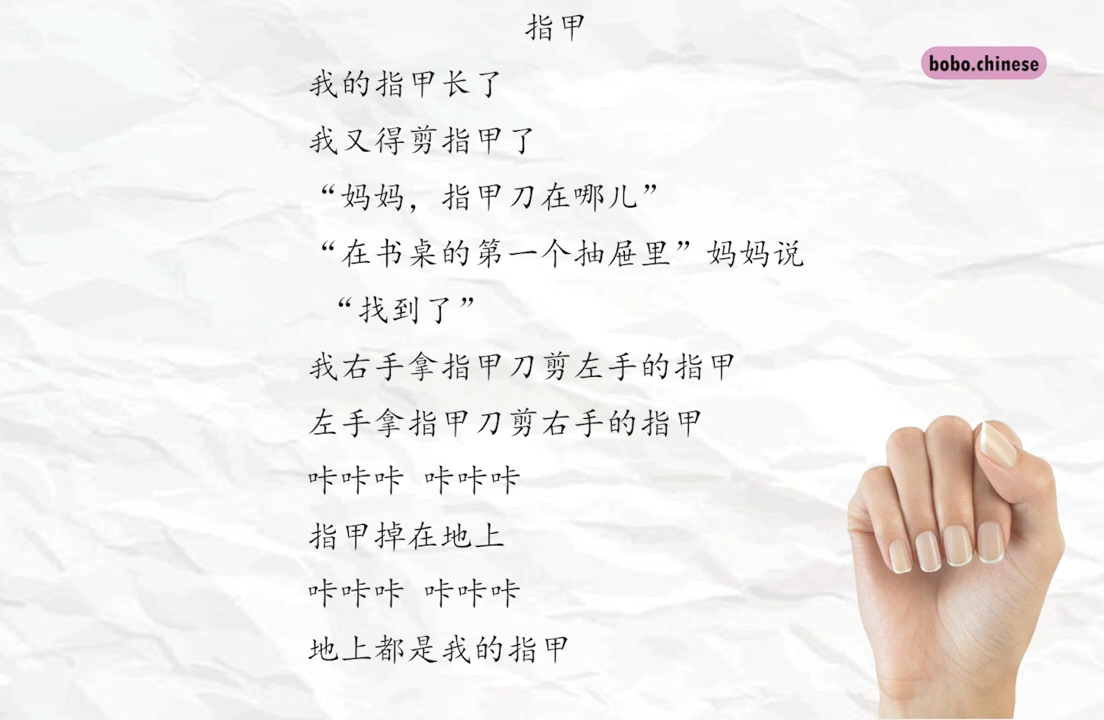 指甲
bobo.chinese
我的指甲长了
我又得剪指甲了
“妈妈，指甲刀在哪儿”
“在书桌的第一个抽屉里”妈妈说
“找到了”
我右手拿指甲刀剪左手的指甲
左手拿指甲刀剪右手的指甲
咔咔咔 咔咔咔
指甲掉在地上
咔咔咔 咔咔咔
地上都是我的指甲